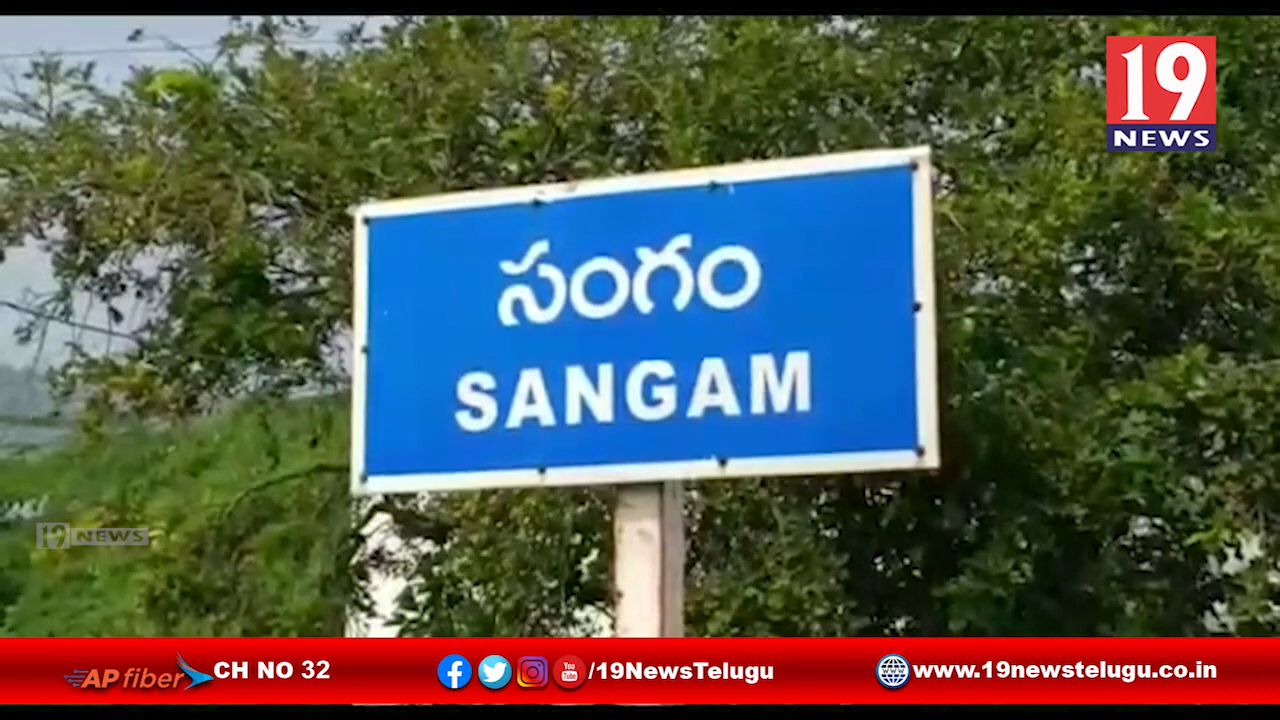 19
NEWS
సంగం
SANGAM
19 NEWS
AP fiber CH NO 32 /19NewsTelugu www.19newstelugu.co.in